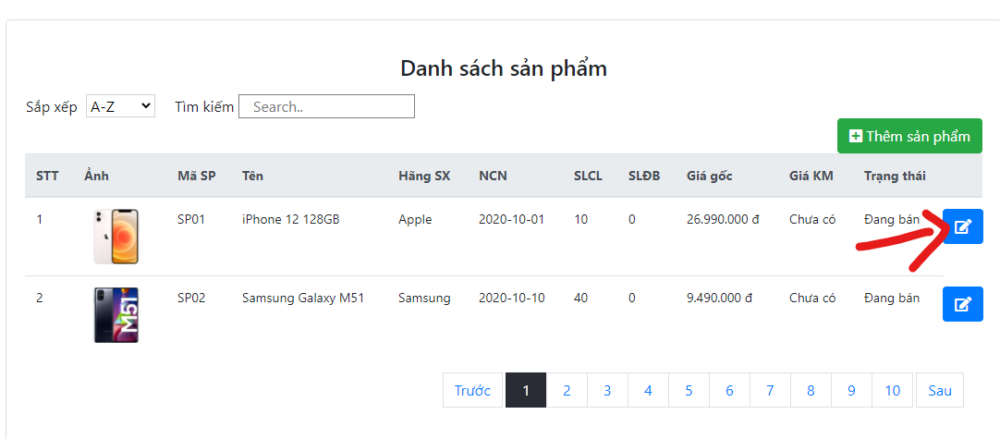 Danh sách sản phẩm
Sắp xếp A-Z Tìm kiếm Search..
Thêm sản phẩm
STT Ảnh Mã SP Tên Hãng SX NCN SLCL SLĐB Giá gốc Giá KM Trạng thái
1 SP01 iPhone 12 128GB Apple 2020-10-01 10 0 26.990.000 đ Chưa có Đang bán
2 M51 SP02 Samsung Galaxy M51 Samsung 2020-10-10 40 0 9.490.000 đ Chưa có Đang bán
Trước 1 2 3 4 5 6 7 8 9 10 Sau